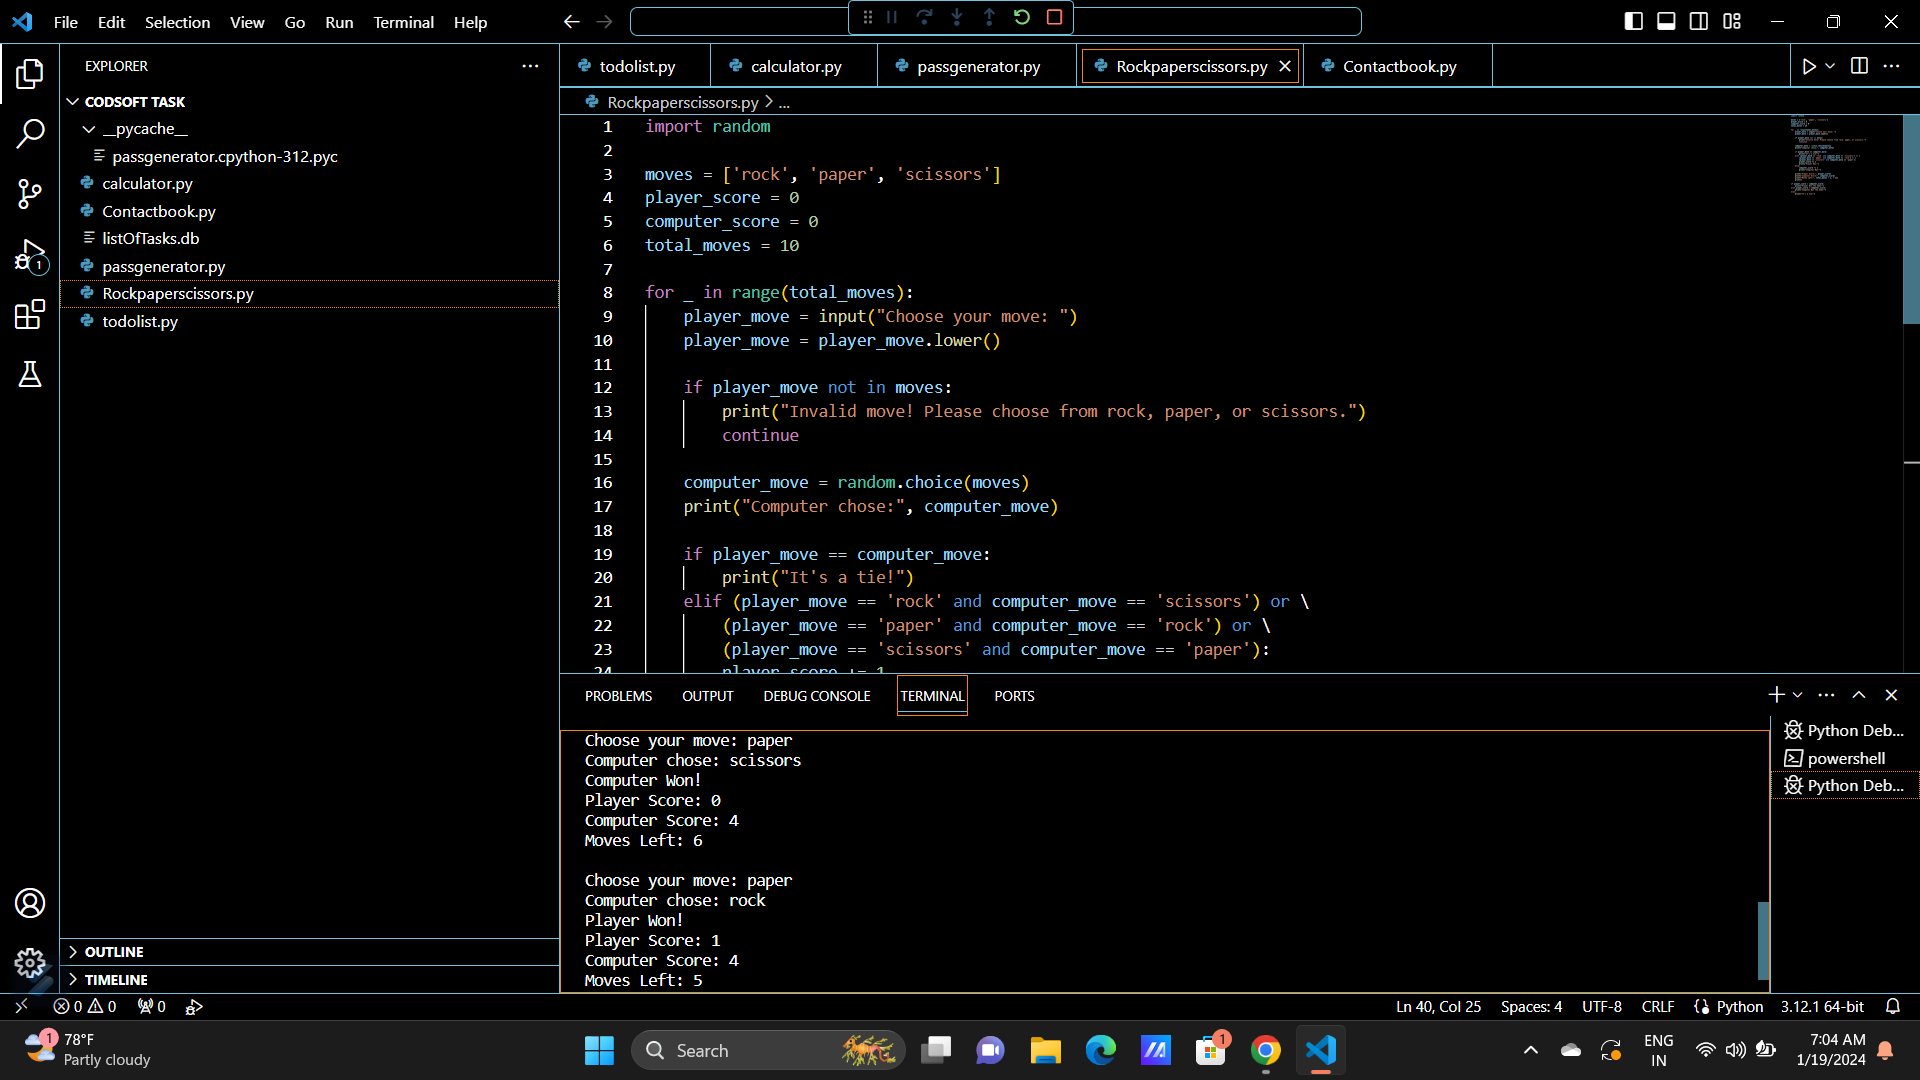 File Edit Selection View Go Run Terminal Help
EXPLORER
CODSOFT TASK
__pycache__
passgenerator.cpython-312.pyc
calculator.py
Contactbook.py
listOfTasks.db
passgenerator.py
Rockpaperscissors.py
todolist.py
OUTLINE
TIMELINE
todolist.py calculator.py passgenerator.py Rockpaperscissors.py Contactbook.py
Rockpaperscissors.py > ...
1 import random
2
3 moves = ['rock', 'paper', 'scissors']
4 player_score = 0
5 computer_score = 0
6 total_moves = 10
7
8 for _ in range(total_moves):
9 player_move = input("Choose your move: ")
10 player_move = player_move.lower()
11
12 if player_move not in moves:
13 print("Invalid move! Please choose from rock, paper, or scissors.")
14 continue
15
16 computer_move = random.choice(moves)
17 print("Computer chose:", computer_move)
18
19 if player_move == computer_move:
20 print("It's a tie!")
21 elif (player_move == 'rock' and computer_move == 'scissors') or \
22 (player_move == 'paper' and computer_move == 'rock') or \
23 (player_move == 'scissors' and computer_move == 'paper'):
24 player_score += 1
PROBLEMS OUTPUT DEBUG CONSOLE TERMINAL PORTS
Choose your move: paper
Computer chose: scissors
Computer Won!
Player Score: 0
Computer Score: 4
Moves Left: 6
Choose your move: paper
Computer chose: rock
Player Won!
Player Score: 1
Computer Score: 4
Moves Left: 5
Python Deb...
powershell
Python Deb...
1
0 0 0
Ln 40, Col 25 Spaces: 4 UTF-8 CRLF Python 3.12.1 64-bit
1
78°F
Partly cloudy
Search
1
ENG
IN
7:04 AM
1/19/2024